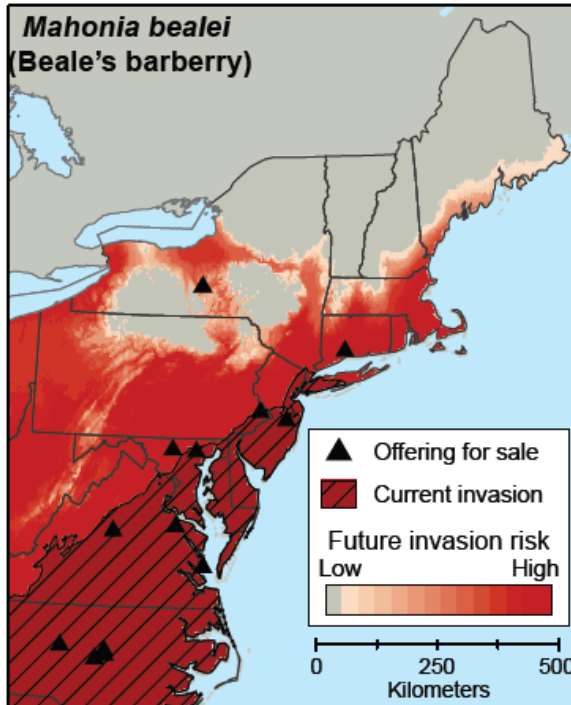 Mahonia bealei
(Beale's barberry)
Offering for sale
Current invasion
Future invasion risk
Low High
0 250 500
Kilometers